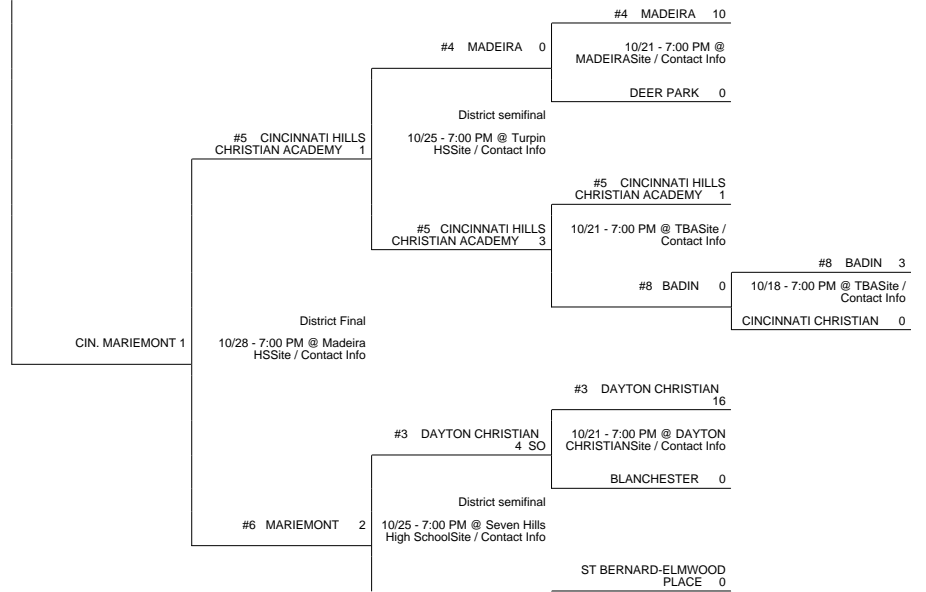 #4 MADEIRA 10
#4 MADEIRA 0
10/21 - 7:00 PM @
MADEIRASite / Contact Info
DEER PARK 0
District semifinal
#5 CINCINNATI HILLS
CHRISTIAN ACADEMY 1
10/25 - 7:00 PM @ Turpin
HSSite / Contact Info
#5 CINCINNATI HILLS
CHRISTIAN ACADEMY 1
#5 CINCINNATI HILLS
CHRISTIAN ACADEMY 3
10/21 - 7:00 PM @ TBASite /
Contact Info
#8 BADIN 3
#8 BADIN 0
10/18 - 7:00 PM @ TBASite /
Contact Info
CINCINNATI CHRISTIAN 0
District Final
CIN. MARIEMONT 1
10/28 - 7:00 PM @ Madeira
HSSite / Contact Info
#3 DAYTON CHRISTIAN
16
#3 DAYTON CHRISTIAN
4 SO
10/21 - 7:00 PM @ DAYTON
CHRISTIANSite / Contact Info
BLANCHESTER 0
District semifinal
#6 MARIEMONT 2
10/25 - 7:00 PM @ Seven Hills
High SchoolSite / Contact Info
ST BERNARD-ELMWOOD
PLACE 0